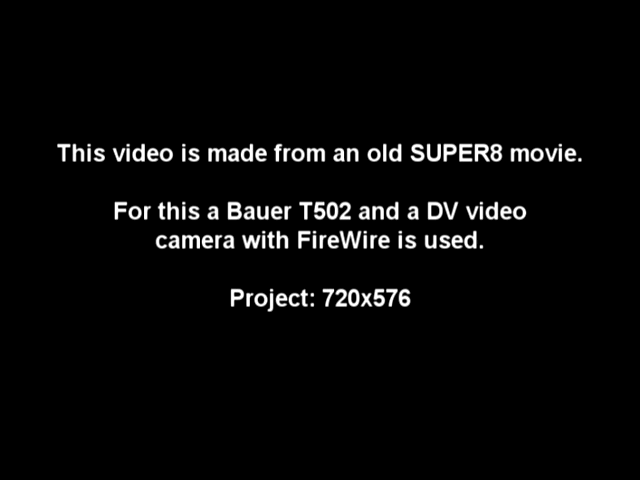 This video is made from an old SUPER8 movie.
For this a Bauer T502 and a DV video
camera with FireWire is used.
Project: 720x576